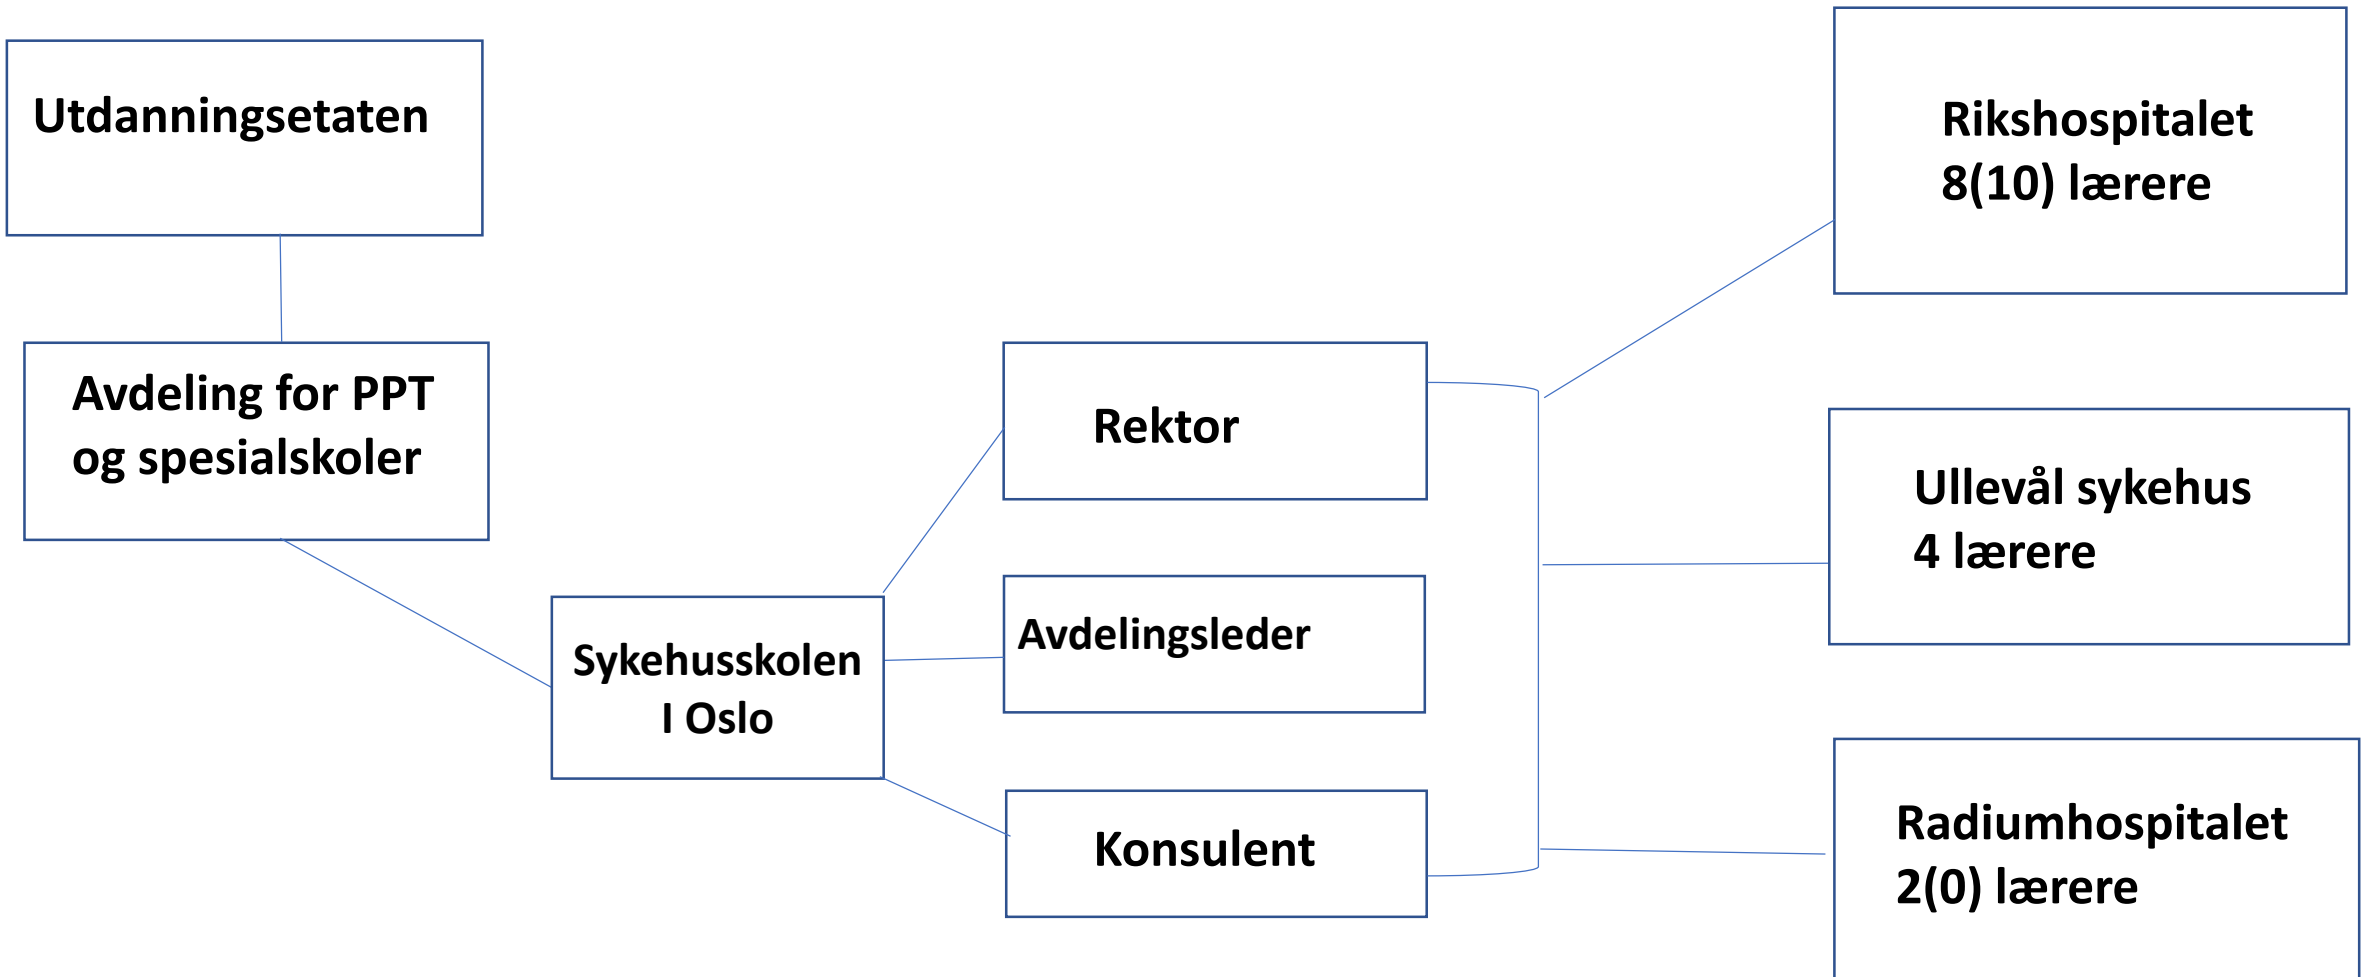 Utdanningsetaten
Avdeling for PPT
og spesialskoler
Sykehusskolen
I Oslo
Rektor
Avdelingsleder
Konsulent
Rikshospitalet
8(10) lærere
Ullevål sykehus
4 lærere
Radiumhospitalet
2(0) lærere